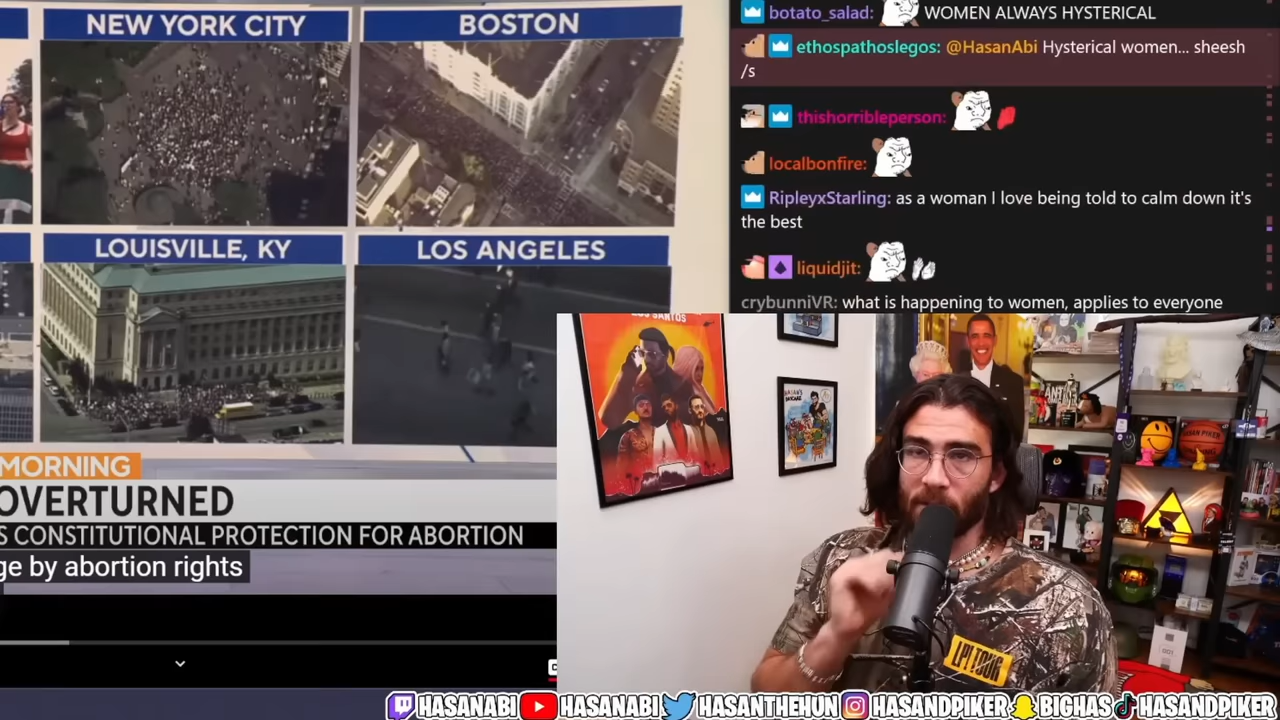 NEW YORK CITY
BOSTON
LOUISVILLE, KY
LOS ANGELES
MORNING
OVERTURNED
S CONSTITUTIONAL PROTECTION FOR ABORTION
ge by abortion rights
botato_salad: WOMEN ALWAYS HYSTERICAL
ethospathoslegos: @HasanAbi Hysterical women... sheesh
/s
thishorribleperson:
localbonfire:
RipleyxStarling: as a woman I love being told to calm down it's
the best
liquidjit:
crybunniVR: what is happening to women, applies to everyone
LOS SANTOS
HASAN PIKER
001
HASANABI HASANABI HASANTHEHUN HASANDPIKER BIGHAS HASANDPIKER